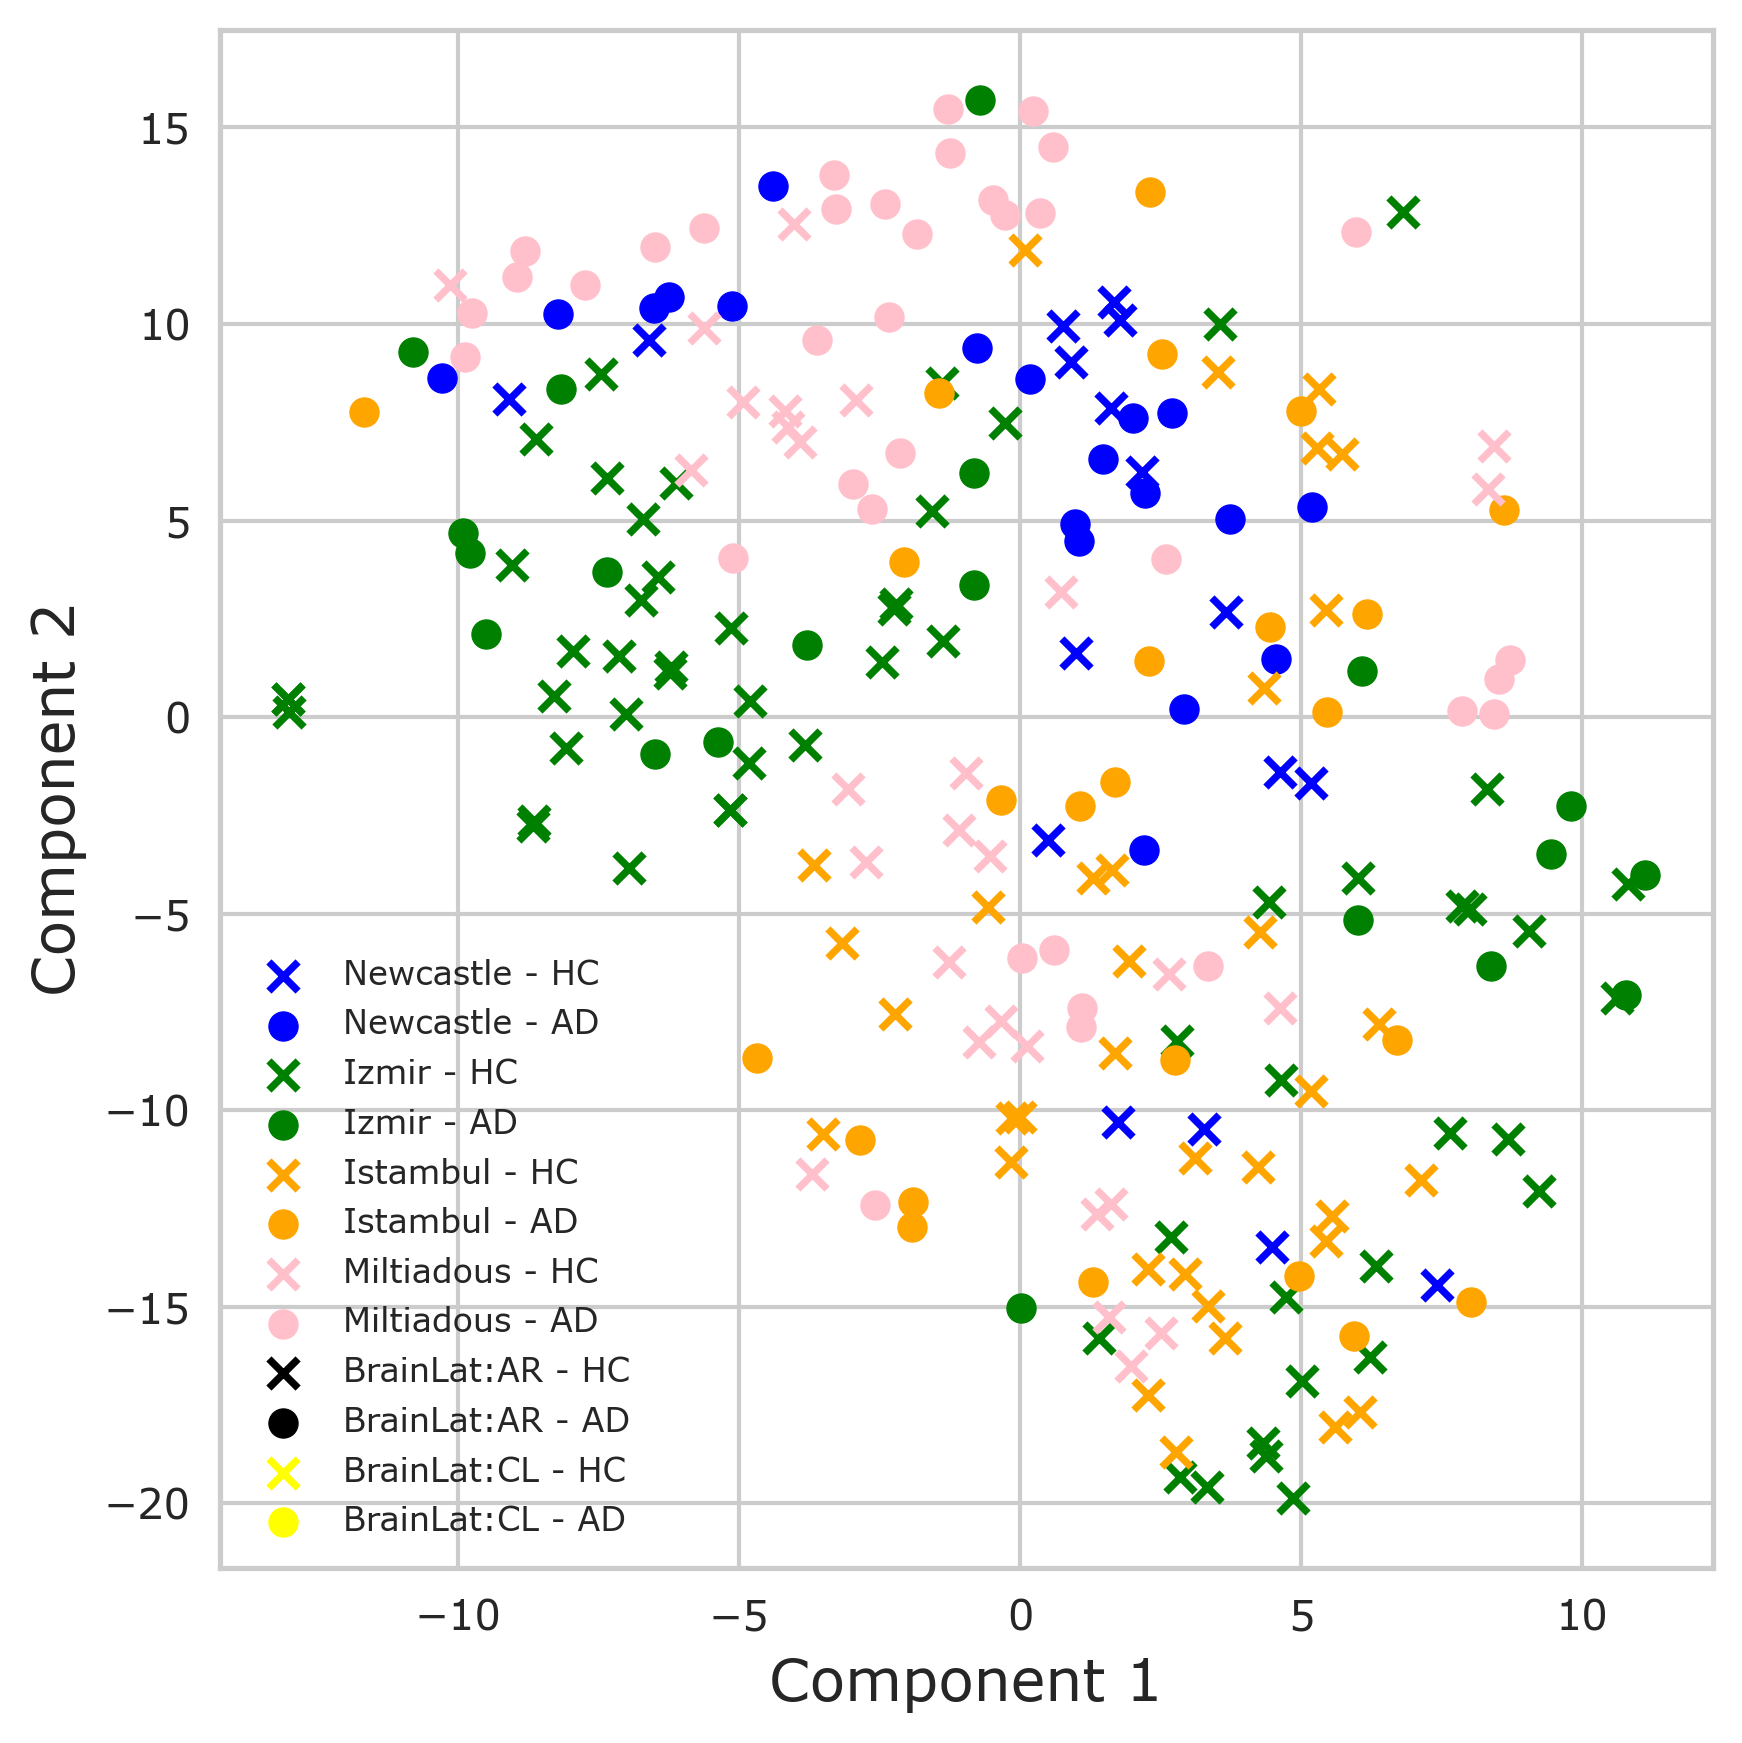 15
10
5
0
−5
−10
−15
−20
Component 2
Newcastle - HC
Newcastle - AD
Izmir - HC
Izmir - AD
Istambul - HC
Istambul - AD
Miltiadous - HC
Miltiadous - AD
BrainLat:AR - HC
BrainLat:AR - AD
BrainLat:CL - HC
BrainLat:CL - AD
−10 −5 0 5 10
Component 1